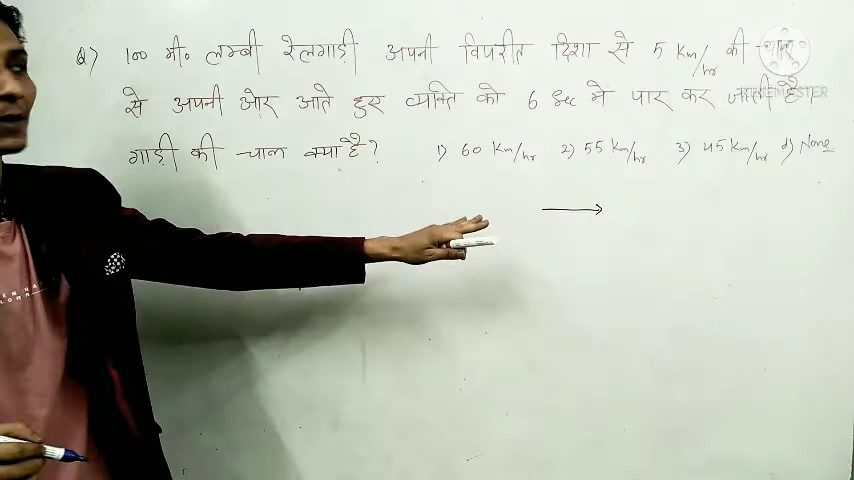 Q) 100 मी० लम्बी रेलगाड़ी अपनी विपरीत दिशा से 5 Km/hr की चाल
से अपनी ओर आते हुए व्यक्ति को 6 Sec में पार कर जाती है।
गाड़ी की चाल क्या है? 1) 60 Km/hr 2) 55 Km/hr 3) 45 Km/hr d) None
KINEMASTER